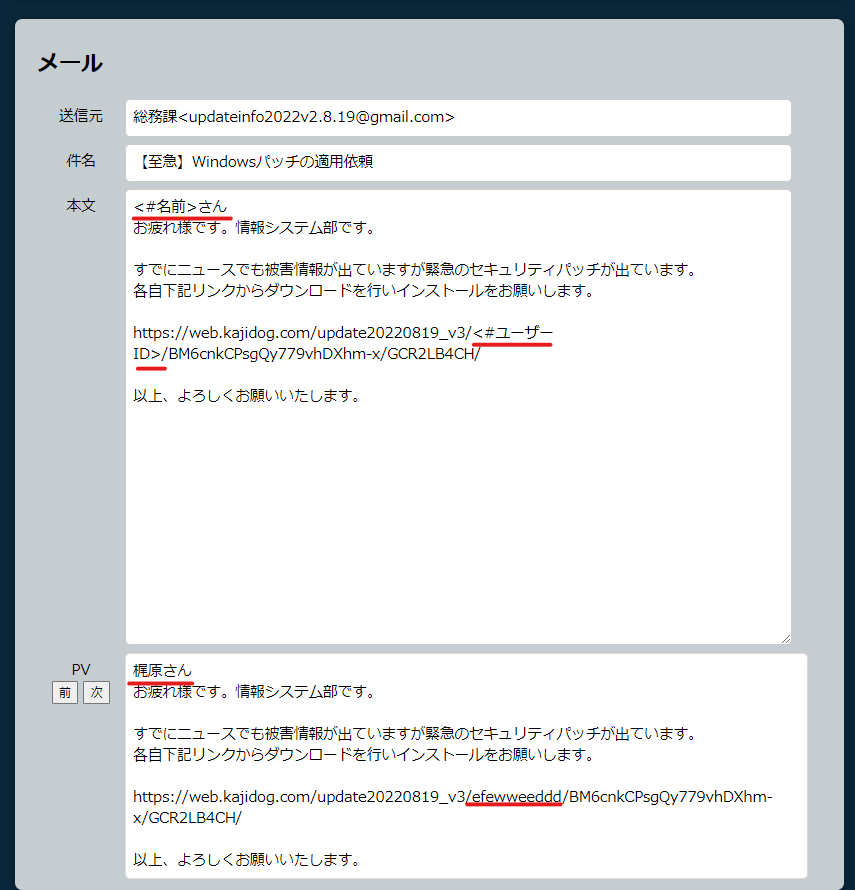 メール
送信元
総務課<updateinfo2022v2.8.19@gmail.com>
件名
【至急】Windowsパッチの適用依頼
本文
<#名前>さん
お疲れ様です。情報システム部です。
すでにニュースでも被害情報が出ていますが緊急のセキュリティパッチが出ています。
各自下記リンクからダウンロードを行いインストールをお願いします。
https://web.kajidog.com/update20220819_v3/<#ユーザー
ID>/BM6cnkCPsgQy779vhDXhm-x/GCR2LB4CH/
以上、よろしくお願いいたします。
PV
前 次
梶原さん
お疲れ様です。情報システム部です。
すでにニュースでも被害情報が出ていますが緊急のセキュリティパッチが出ています。
各自下記リンクからダウンロードを行いインストールをお願いします。
https://web.kajidog.com/update20220819_v3/efewweeddd/BM6cnkCPsgQy779vhDXhm-
x/GCR2LB4CH/
以上、よろしくお願いいたします。